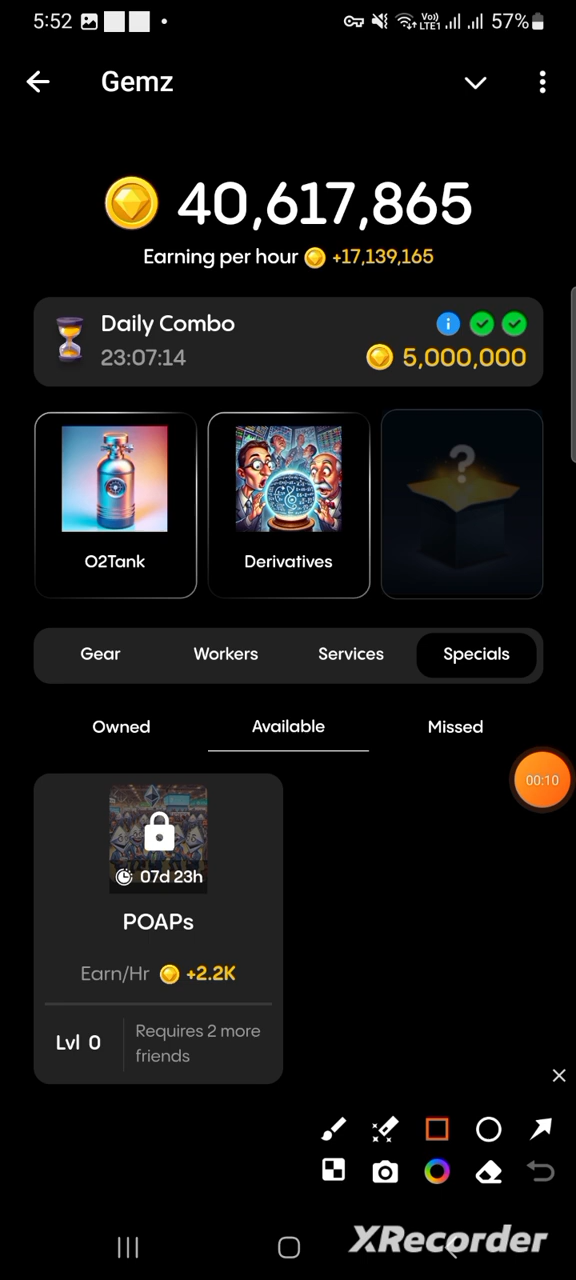 5:52
Vo))
LTE1
57%
Gemz
40,617,865
Earning per hour +17,139,165
Daily Combo
23:07:14
5,000,000
?
O2Tank
Derivatives
Gear
Workers
Services
Specials
Owned
Available
Missed
00:10
07d 23h
POAPs
Earn/Hr +2.2K
Lvl 0
Requires 2 more
friends
XRecorder